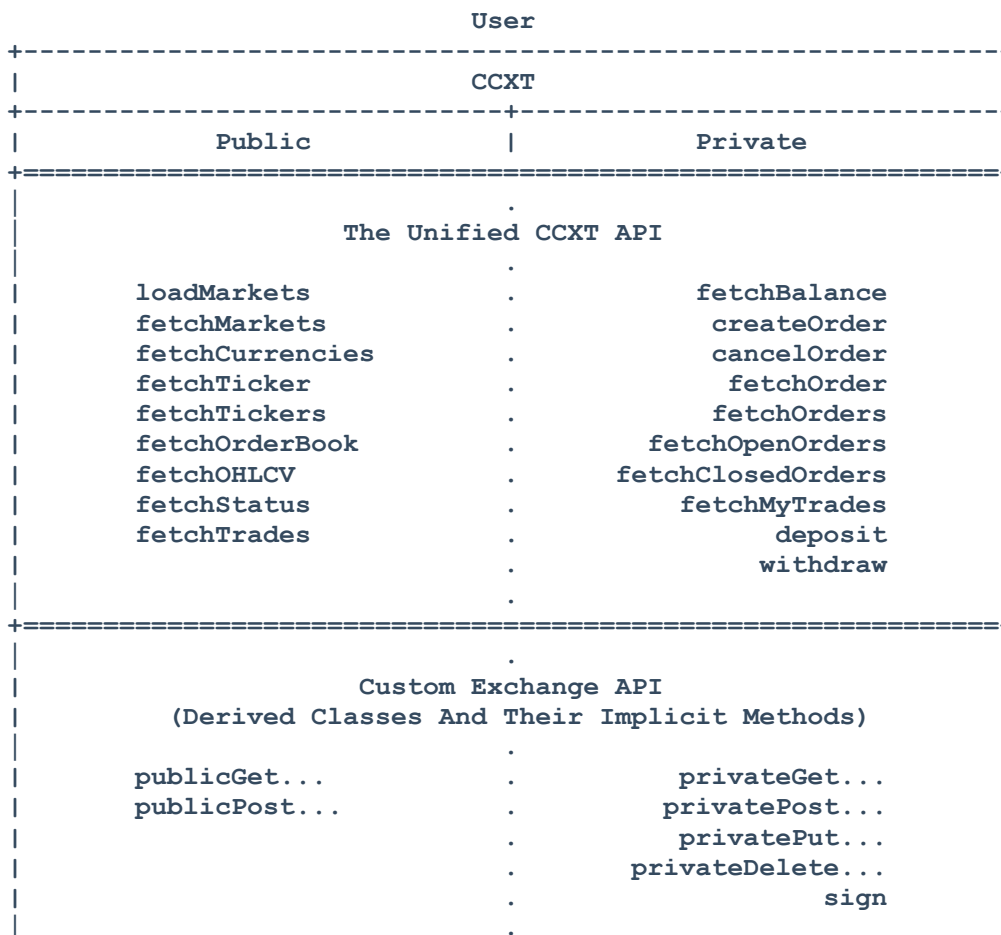 User
+-------------------------------------------------------------
| CCXT
+------------------------------+------------------------------
| Public | Private
+=============================================================
| .
| The Unified CCXT API
| .
| loadMarkets . fetchBalance
| fetchMarkets . createOrder
| fetchCurrencies . cancelOrder
| fetchTicker . fetchOrder
| fetchTickers . fetchOrders
| fetchOrderBook . fetchOpenOrders
| fetchOHLCV . fetchClosedOrders
| fetchStatus . fetchMyTrades
| fetchTrades . deposit
| . withdraw
| .
+=============================================================
| .
| Custom Exchange API
| (Derived Classes And Their Implicit Methods)
| .
| publicGet... . privateGet...
| publicPost... . privatePost...
| . privatePut...
| . privateDelete...
| . sign
| .